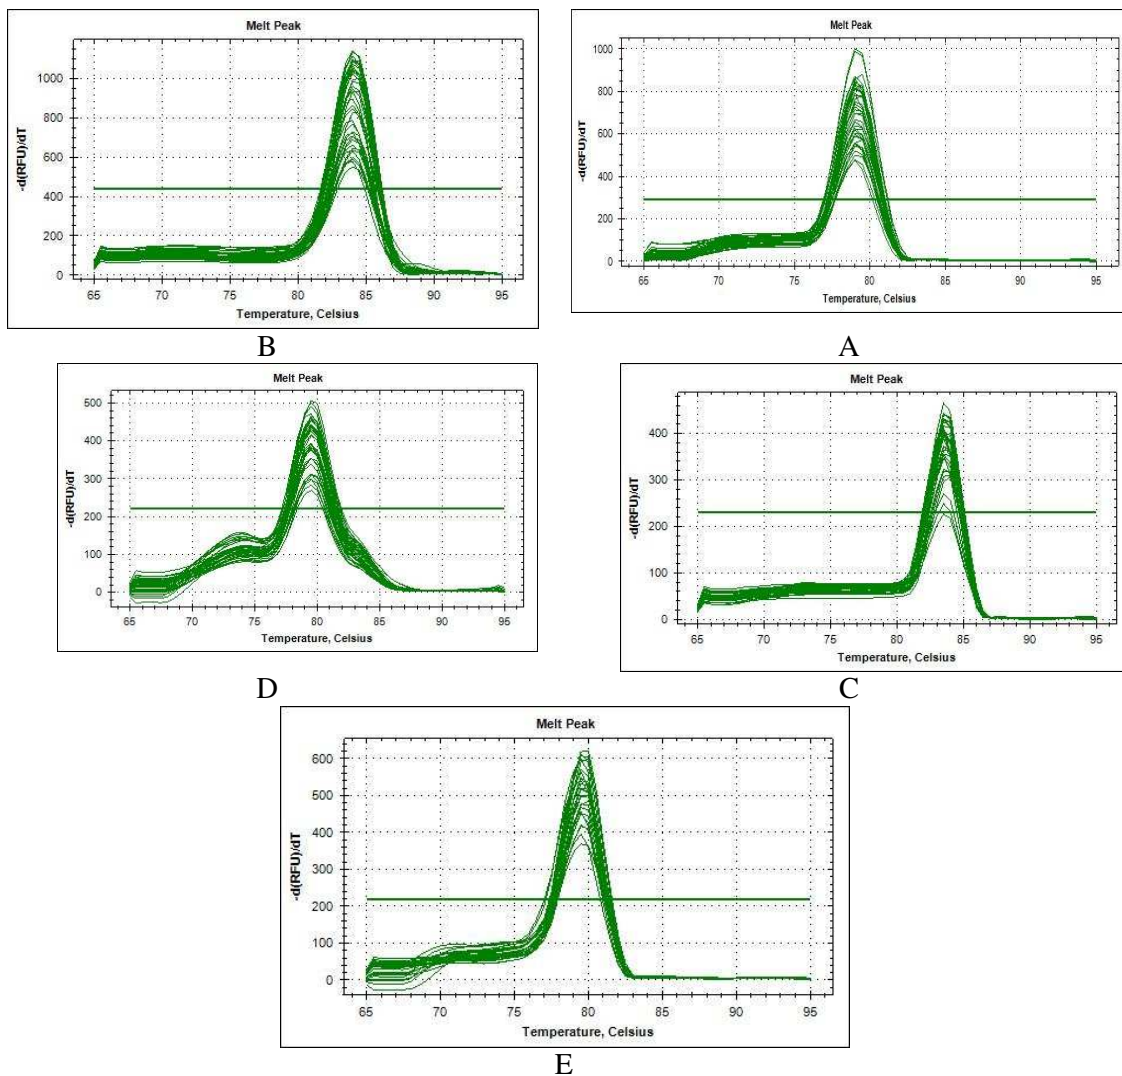 Melt Peak
-d(RFU)/dT
1000
800
600
400
200
0
65 70 75 80 85 90 95
Temperature, Celsius
B
Melt Peak
-d(RFU)/dT
1000
800
600
400
200
0
65 70 75 80 85 90 95
Temperature, Celsius
A
Melt Peak
-d(RFU)/dT
500
400
300
200
100
0
65 70 75 80 85 90 95
Temperature, Celsius
D
Melt Peak
-d(RFU)/dT
400
300
200
100
0
65 70 75 80 85 90 95
Temperature, Celsius
C
Melt Peak
-d(RFU)/dT
600
500
400
300
200
100
0
65 70 75 80 85 90 95
Temperature, Celsius
E